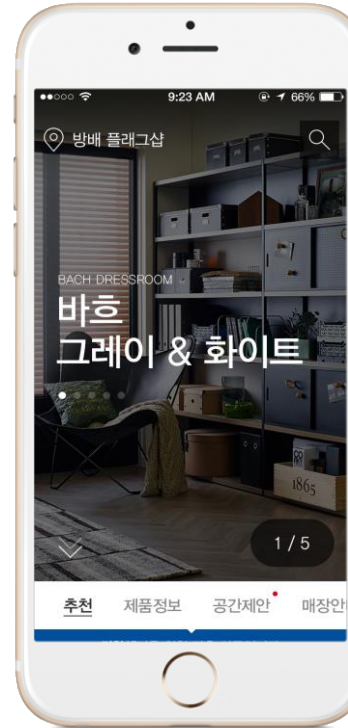 9:23 AM
66%
방배 플래그샵
BACH DRESSROOM
바흐
그레이 & 화이트
1865
1 / 5
추천
제품정보
공간제안
매장안